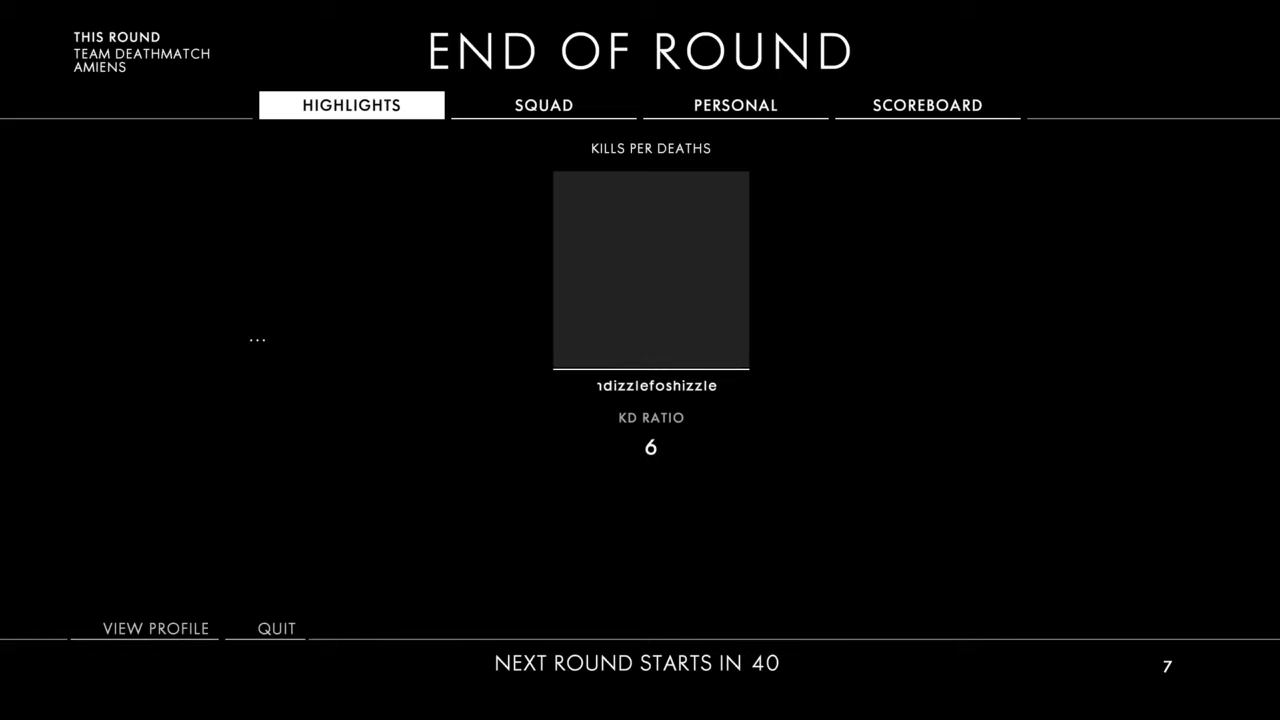 THIS ROUND
TEAM DEATHMATCH
AMIENS
END OF ROUND
HIGHLIGHTS
SQUAD
PERSONAL
SCOREBOARD
KILLS PER DEATHS
...
ndizzlefoshizzle
KD RATIO
6
VIEW PROFILE
QUIT
NEXT ROUND STARTS IN 40
7